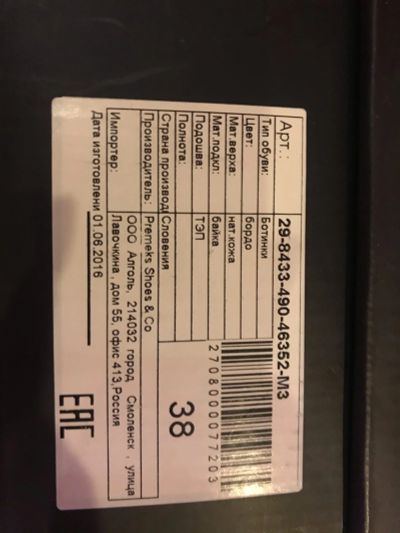 Арт.: 29-8433-490-46352-М3
Тип обуви: Ботинки
Цвет: бордо
Мат.верха: нат.кожа
Мат.подкл: байка
Подошва: ТЭП
Полнота:
Страна производ Словения
Производитель: Premeks Shoes & Co
Импортер: ООО Алголь, 214032 город Смоленск , улица
Лавочкина , дом 55, офис 413,Россия
Дата изготовлени 01.06.2016
2708000077203
38
ЕАС